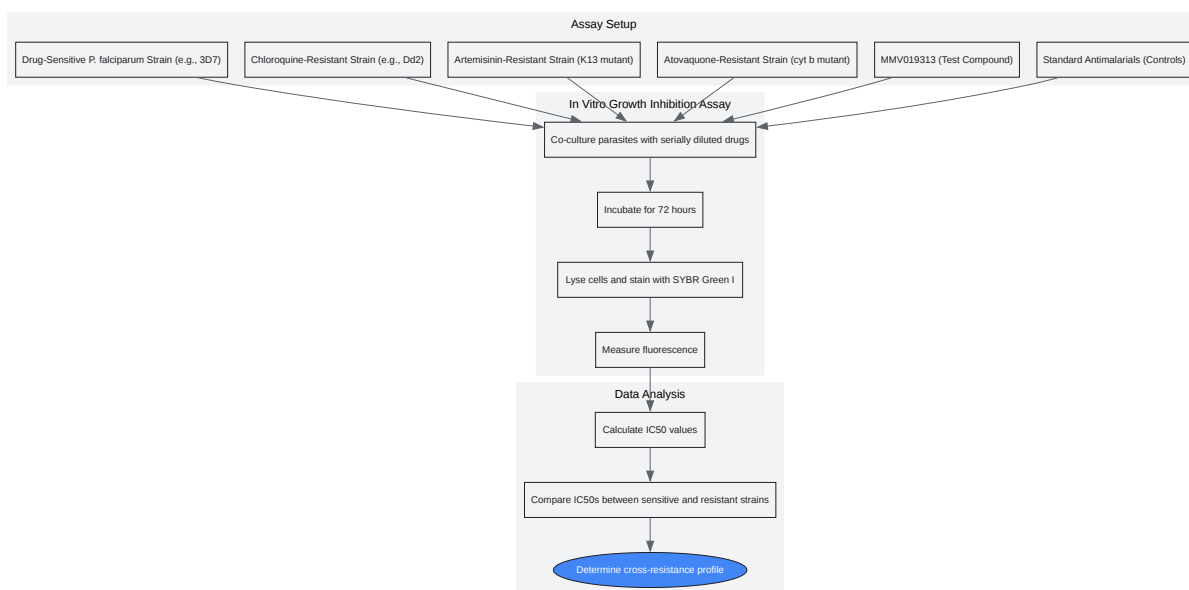 Assay Setup
Drug-Sensitive P. falciparum Strain (e.g., 3D7)
Chloroquine-Resistant Strain (e.g., Dd2)
Artemisinin-Resistant Strain (K13 mutant)
Atovaquone-Resistant Strain (cyt b mutant)
MMV019313 (Test Compound)
Standard Antimalarials (Controls)
In Vitro Growth Inhibition Assay
Co-culture parasites with serially diluted drugs
Incubate for 72 hours
Lyse cells and stain with SYBR Green I
Measure fluorescence
Data Analysis
Calculate IC50 values
Compare IC50s between sensitive and resistant strains
Determine cross-resistance profile